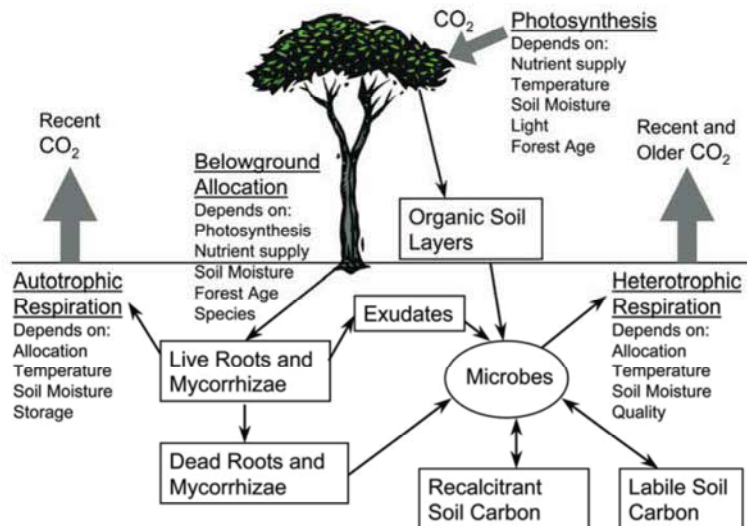 CO2
Photosynthesis
Depends on:
Nutrient supply
Temperature
Soil Moisture
Light
Forest Age
Recent
CO2
Recent and
Older CO2
Belowground
Allocation
Depends on:
Photosynthesis
Nutrient supply
Soil Moisture
Forest Age
Species
Organic Soil
Layers
Autotrophic
Respiration
Depends on:
Allocation
Temperature
Soil Moisture
Storage
Exudates
Heterotrophic
Respiration
Depends on:
Allocation
Temperature
Soil Moisture
Quality
Live Roots and
Mycorrhizae
Microbes
Dead Roots and
Mycorrhizae
Recalcitrant
Soil Carbon
Labile Soil
Carbon